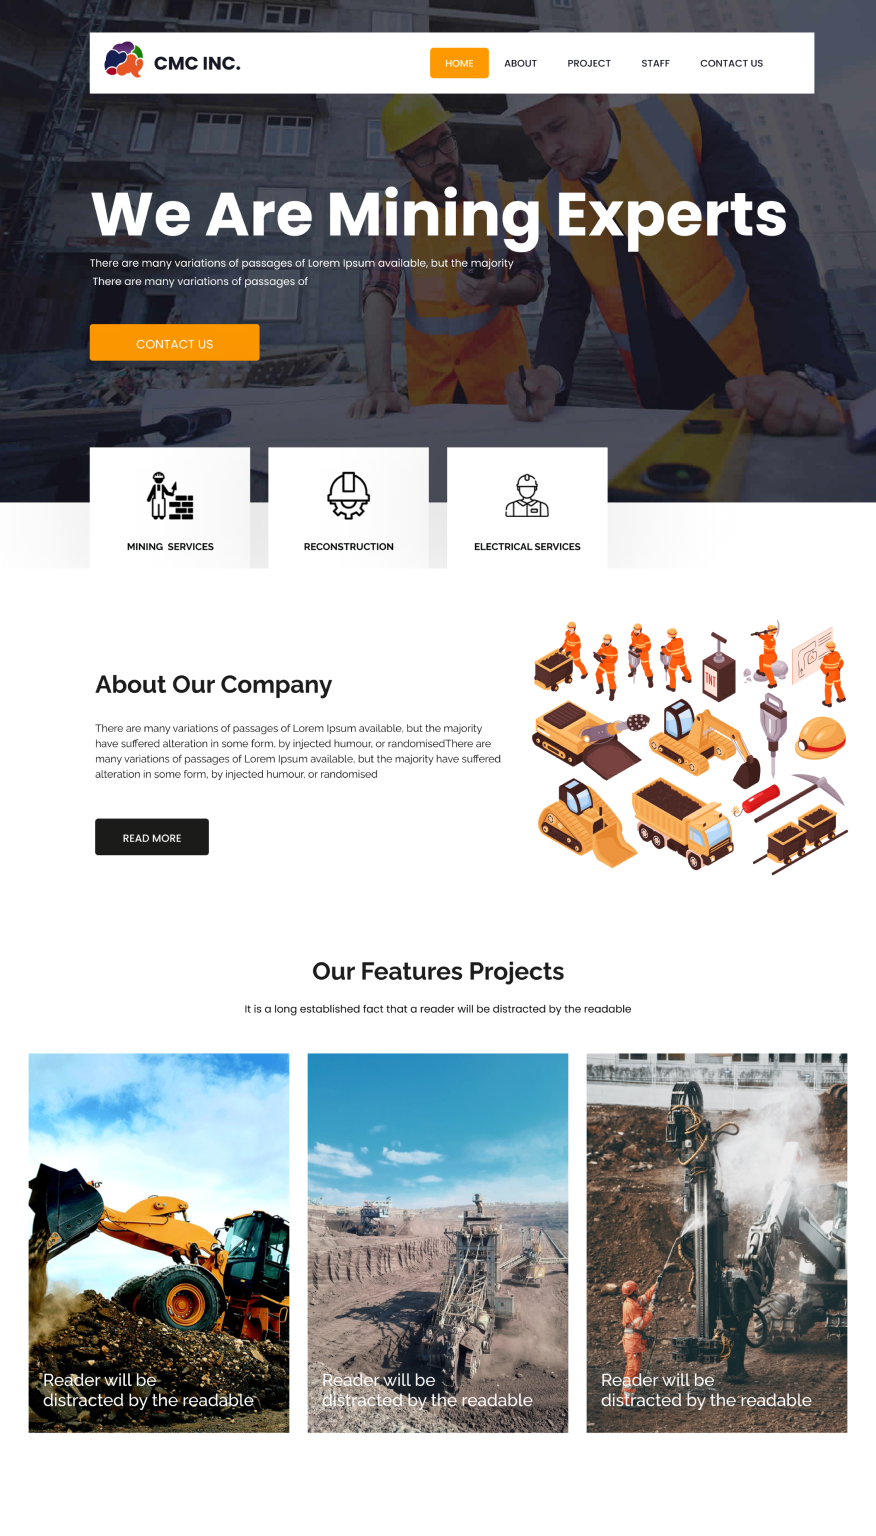 CMC INC.
HOME
ABOUT
PROJECT
STAFF
CONTACT US
We Are Mining Experts
There are many variations of passages of Lorem Ipsum available, but the majority
There are many variations of passages of
CONTACT US
MINING SERVICES
RECONSTRUCTION
ELECTRICAL SERVICES
About Our Company
There are many variations of passages of Lorem Ipsum available, but the majority
have suffered alteration in some form, by injected humour, or randomisedThere are
many variations of passages of Lorem Ipsum available, but the majority have suffered
alteration in some form, by injected humour, or randomised
TNT
READ MORE
Our Features Projects
It is a long established fact that a reader will be distracted by the readable
Reader will be
distracted by the readable
Reader will be
distracted by the readable
Reader will be
distracted by the readable